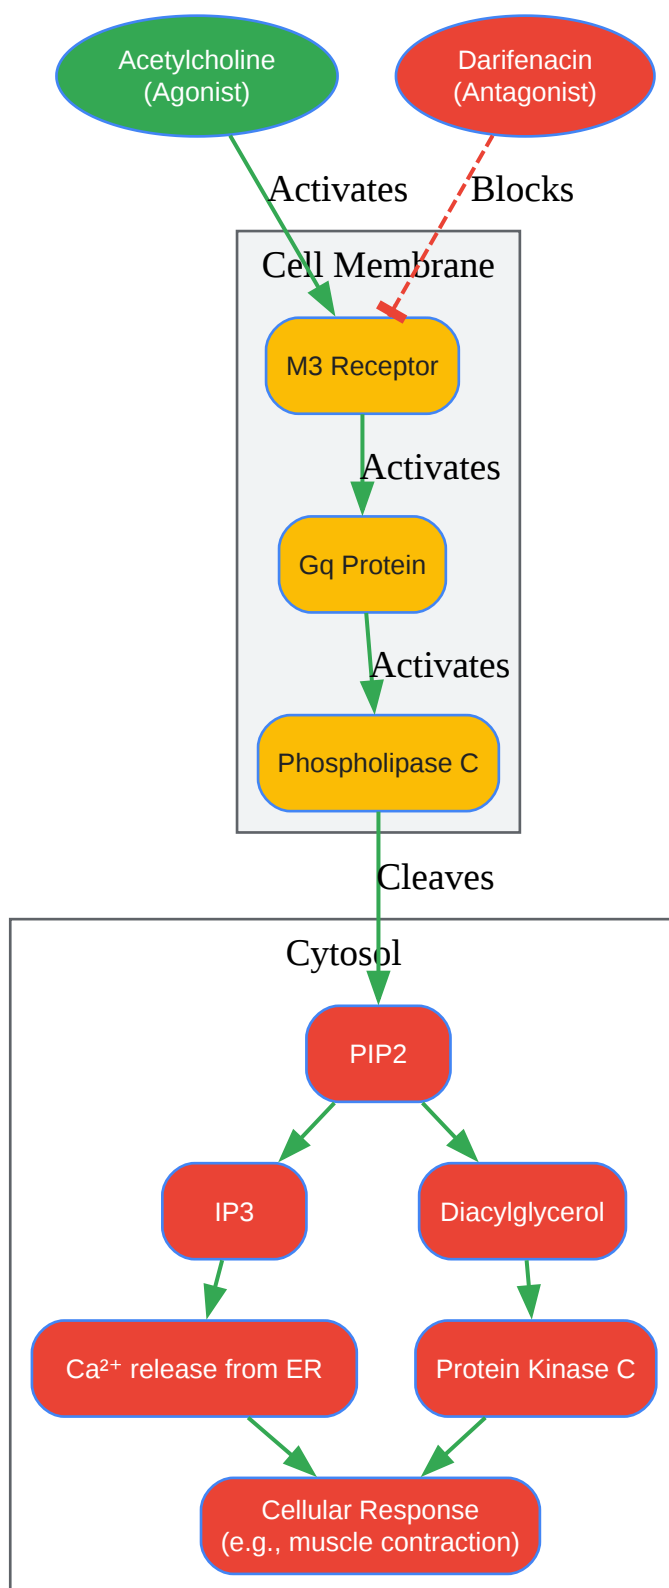 Acetylcholine
(Agonist)
Darifenacin
(Antagonist)
Activates
Blocks
Cell Membrane
M3 Receptor
Activates
Gq Protein
Activates
Phospholipase C
Cleaves
Cytosol
PIP2
IP3
Diacylglycerol
Ca²⁺ release from ER
Protein Kinase C
Cellular Response
(e.g., muscle contraction)